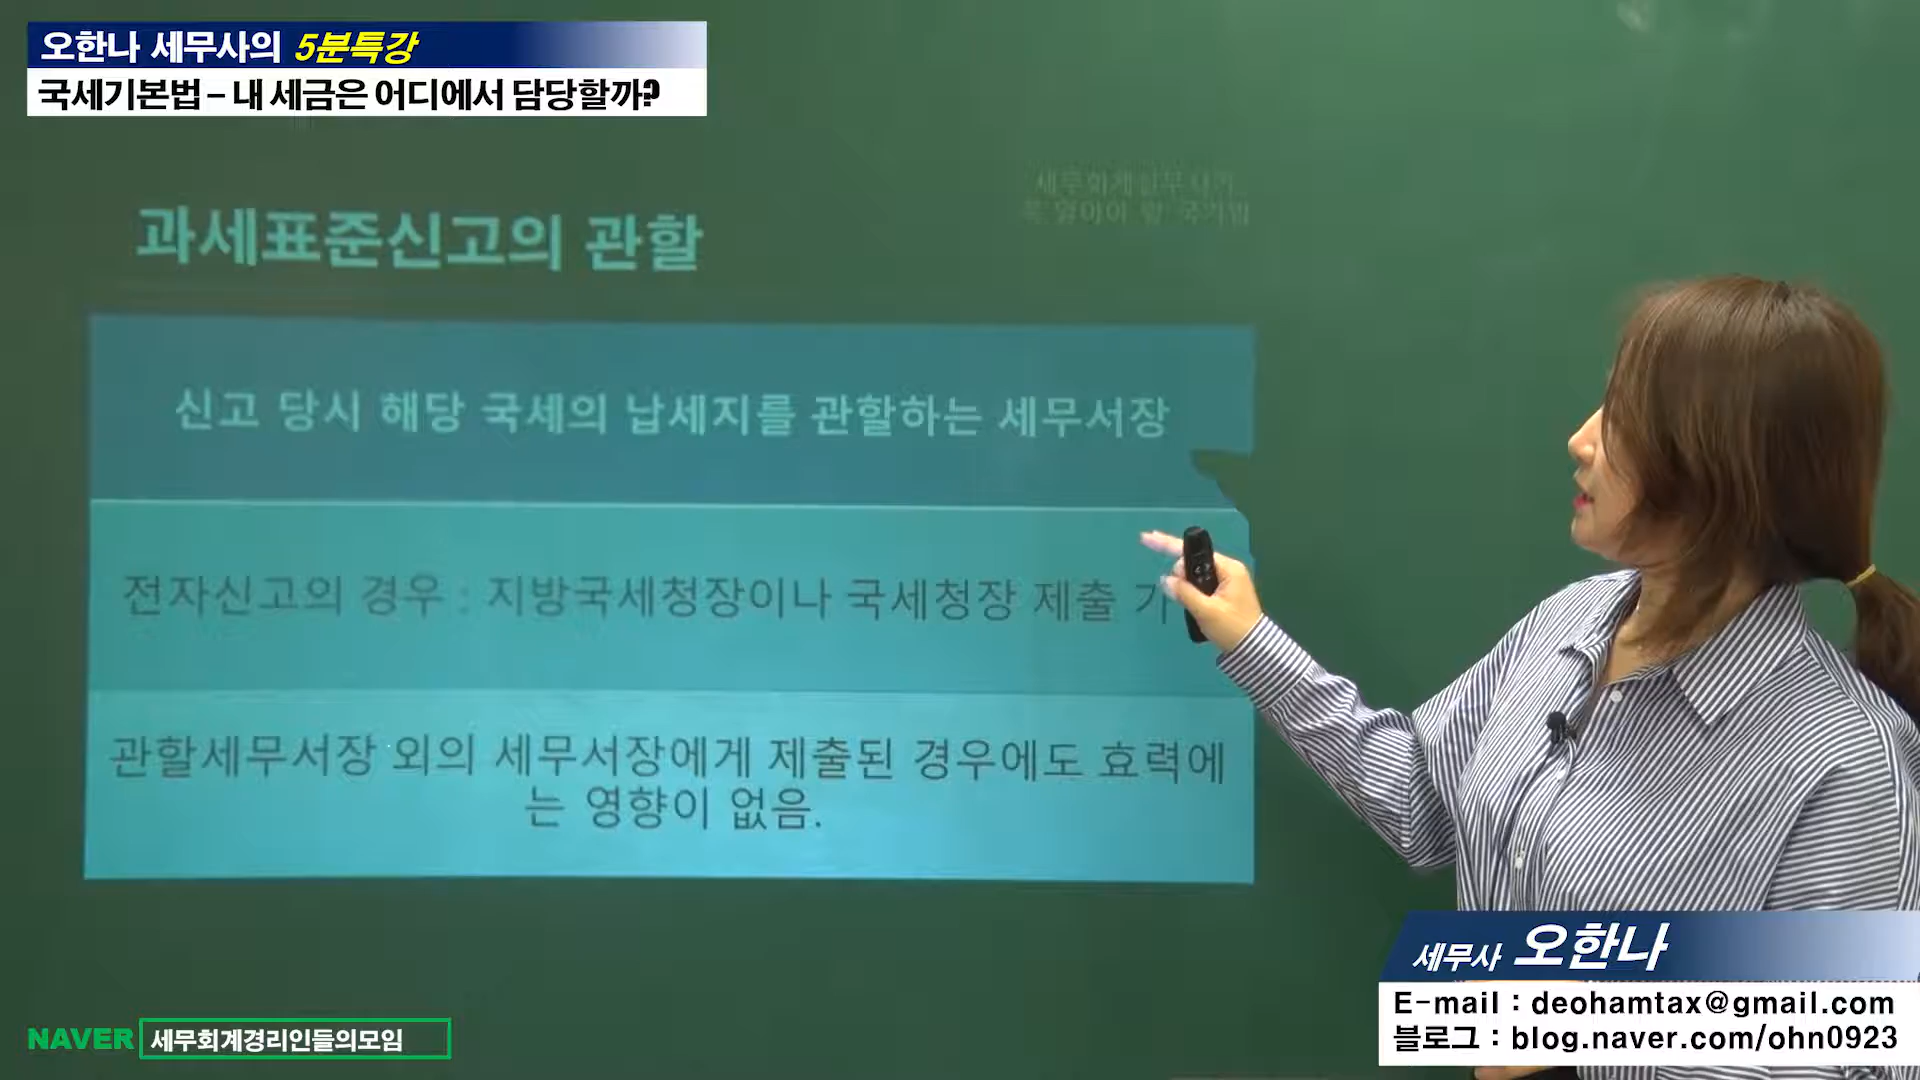 오한나 세무사의 5분특강
국세기본법 – 내 세금은 어디에서 담당할까?
과세표준신고의 관할
신고 당시 해당 국세의 납세지를 관할하는 세무서장
전자신고의 경우 : 지방국세청장이나 국세청장 제출
관할세무서장 외의 세무서장에게 제출된 경우에도 효력에
는 영향이 없음.
세무사 오한나
E-mail : deohamtax@gmail.com
블로그 : blog.naver.com/ohn0923
NAVER 세무회계경리인들의모임